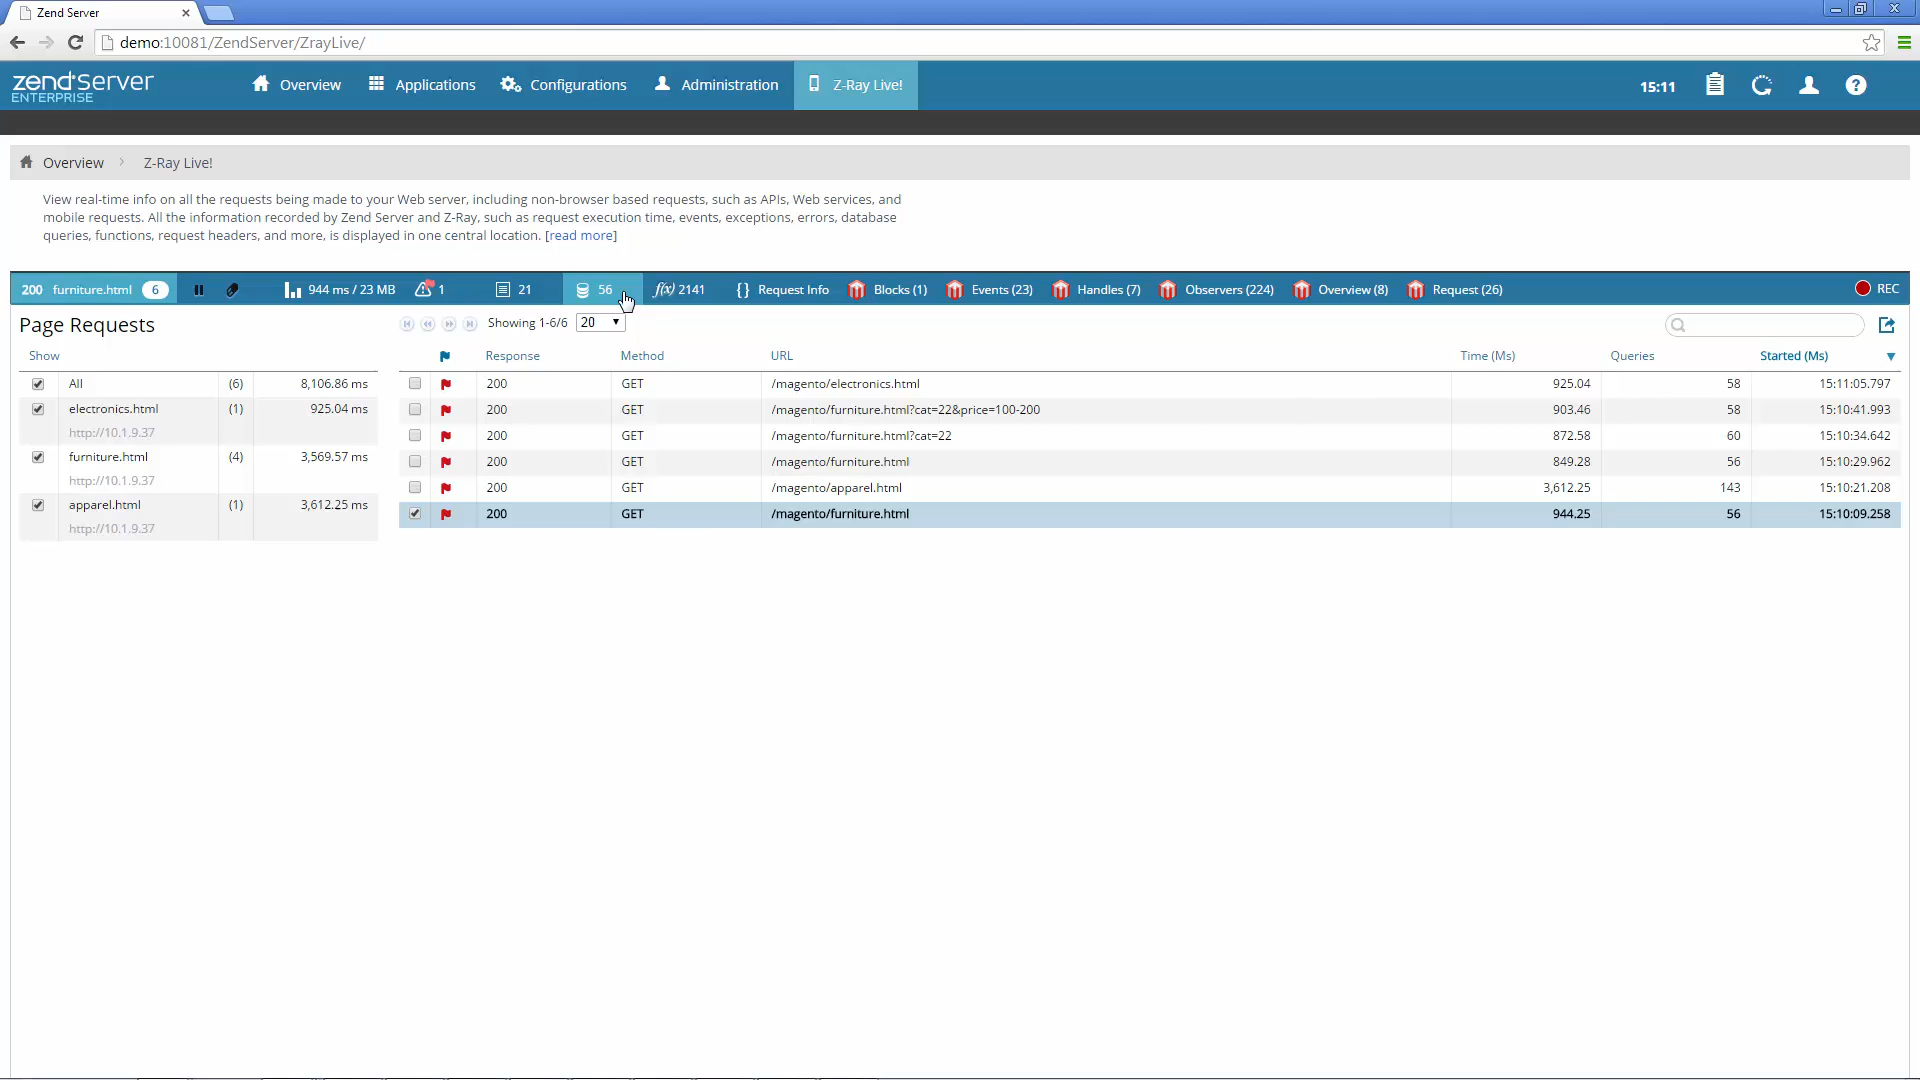 Zend Server
demo:10081/ZendServer/ZrayLive/
zend Server
ENTERPRISE
Overview
Applications
Configurations
Administration
Z-Ray Live!
15:11
Overview
Z-Ray Live!
View real-time info on all the requests being made to your Web server, including non-browser based requests, such as APIs, Web services, and
mobile requests. All the information recorded by Zend Server and Z-Ray, such as request execution time, events, exceptions, errors, database
queries, functions, request headers, and more, is displayed in one central location. [read more]
200 furniture.html 6 944 ms / 23 MB 1 21 56 f(x) 2141 {} Request Info Blocks (1) Events (23) Handles (7) Observers (224) Overview (8) Request (26) REC
Page Requests
Show
All (6) 8,106.86 ms
electronics.html (1) 925.04 ms
http://10.1.9.37
furniture.html (4) 3,569.57 ms
http://10.1.9.37
apparel.html (1) 3,612.25 ms
http://10.1.9.37
Showing 1-6/6 20
Response Method URL Time (Ms) Queries Started (Ms)
200 GET /magento/electronics.html 925.04 58 15:11:05.797
200 GET /magento/furniture.html?cat=22&price=100-200 903.46 58 15:10:41.993
200 GET /magento/furniture.html?cat=22 872.58 60 15:10:34.642
200 GET /magento/furniture.html 849.28 56 15:10:29.962
200 GET /magento/apparel.html 3,612.25 143 15:10:21.208
200 GET /magento/furniture.html 944.25 56 15:10:09.258